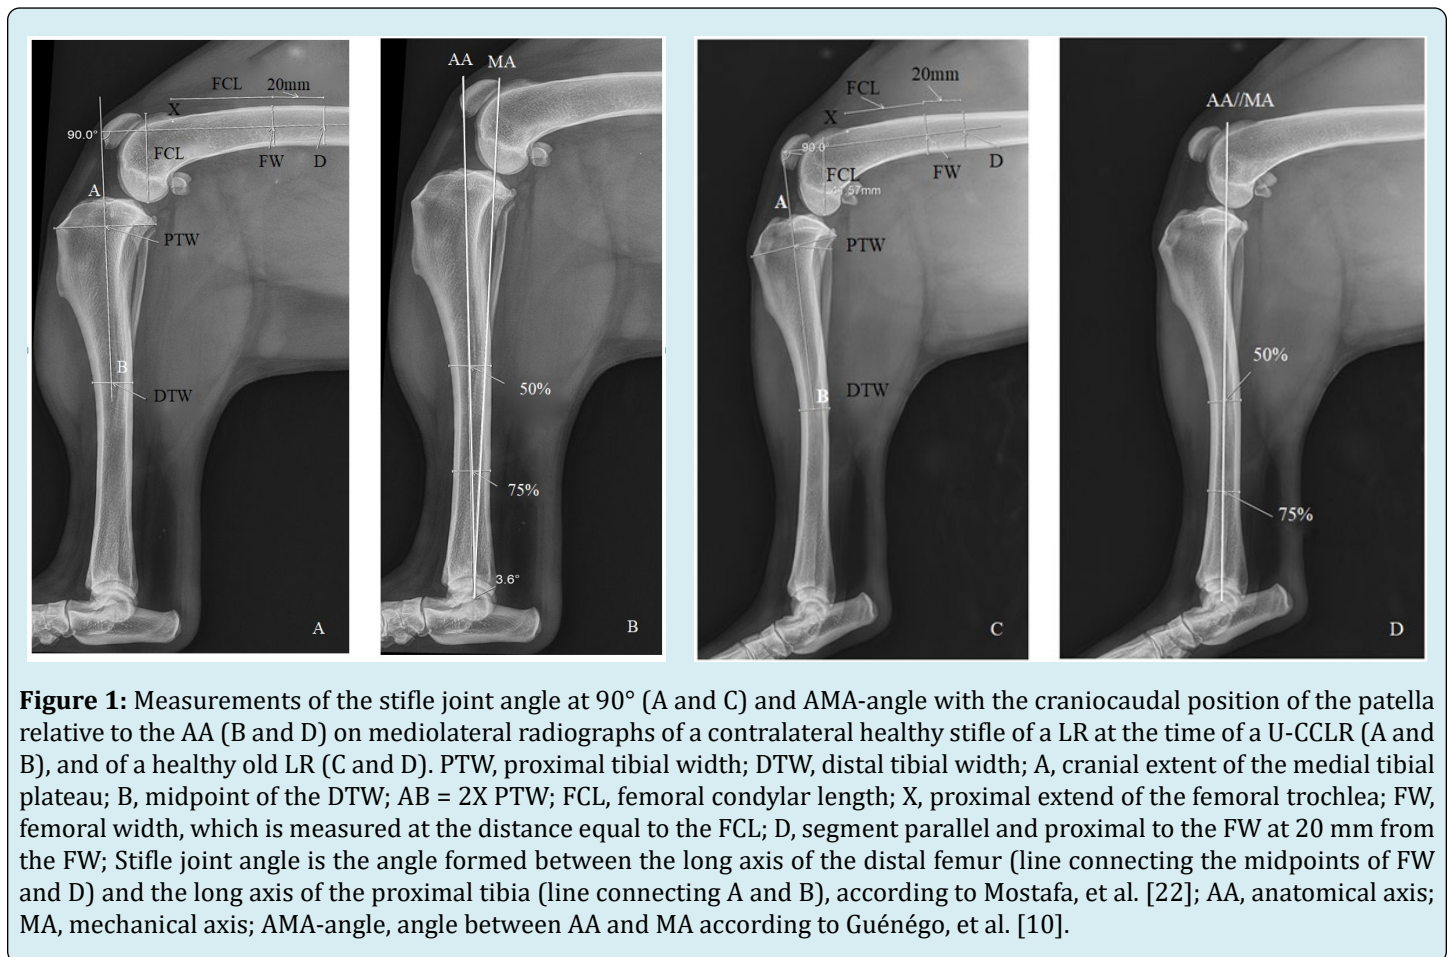 FCL
20mm
X
90.0°
FCL
FW
D
A
PTW
B
DTW
A
AA
MA
50%
75%
3.6°
B
20mm
FCL
X
90.0
FCL
D
FW
57mm
A
PTW
B
DTW
C
AA//MA
50%
75%
D
Figure 1: Measurements of the stifle joint angle at 90° (A and C) and AMA-angle with the craniocaudal position of the patella
relative to the AA (B and D) on mediolateral radiographs of a contralateral healthy stifle of a LR at the time of a U-CCLR (A and
B), and of a healthy old LR (C and D). PTW, proximal tibial width; DTW, distal tibial width; A, cranial extent of the medial tibial
plateau; B, midpoint of the DTW; AB = 2X PTW; FCL, femoral condylar length; X, proximal extend of the femoral trochlea; FW,
femoral width, which is measured at the distance equal to the FCL; D, segment parallel and proximal to the FW at 20 mm from
the FW; Stifle joint angle is the angle formed between the long axis of the distal femur (line connecting the midpoints of FW
and D) and the long axis of the proximal tibia (line connecting A and B), according to Mostafa, et al. [22]; AA, anatomical axis;
MA, mechanical axis; AMA-angle, angle between AA and MA according to Guénégo, et al. [10].